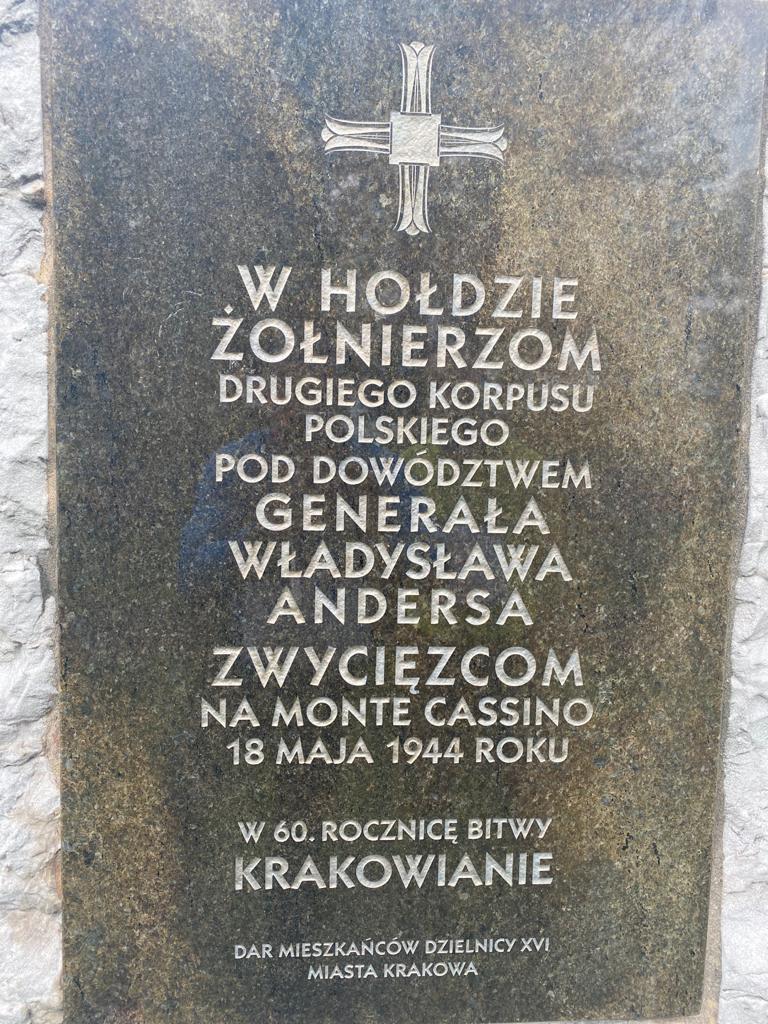 W HOŁDZIE
ŻOŁNIERZOM
DRUGIEGO KORPUSU
POLSKIEGO
POD DOWÓDZTWEM
GENERAŁA
WŁADYSŁAWA
ANDERSA
ZWYCIĘZCOM
NA MONTE CASSINO
18 MAJA 1944 ROKU
W 60. ROCZNICĘ BITWY
KRAKOWIANIE
DAR MIESZKAŃCÓW DZIELNICY XVI
MIASTA KRAKOWA